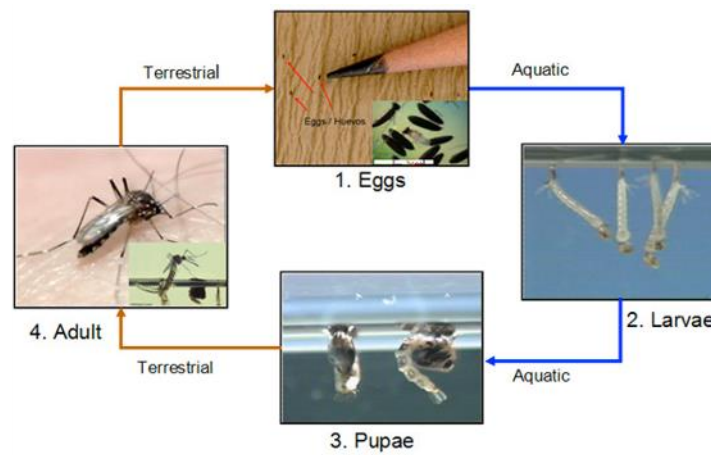 Terrestrial
Aquatic
Eggs / Huevos
1. Eggs
2. Larvae
4. Adult
Terrestrial
Aquatic
3. Pupae